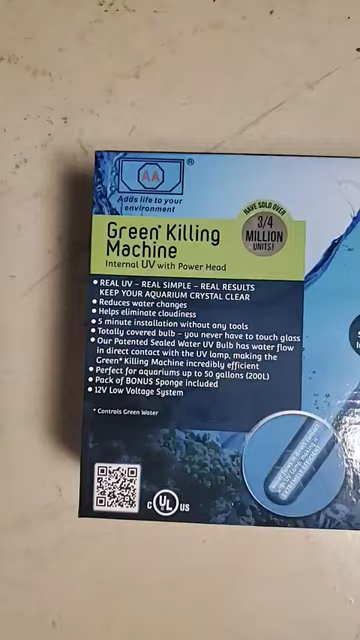 AA
®
Adds life to your
environment
HAVE SOLD OVER
3/4
MILLION
UNITS!
Green* Killing
Machine
Internal UV with Power Head
• REAL UV – REAL SIMPLE – REAL RESULTS
KEEP YOUR AQUARIUM CRYSTAL CLEAR
• Reduces water changes
• Helps eliminate cloudiness
• 5 minute installation without any tools
• Totally covered bulb – you never have to touch glass
• Our Patented Sealed Water UV Bulb has water flow
in direct contact with the UV lamp, making the
Green* Killing Machine incredibly efficient
• Perfect for aquariums up to 50 gallons (200L)
• Pack of BONUS Sponge included
• 12V Low Voltage System
* Controls Green Water
C UL US
EXTREMELY EFFICIENT